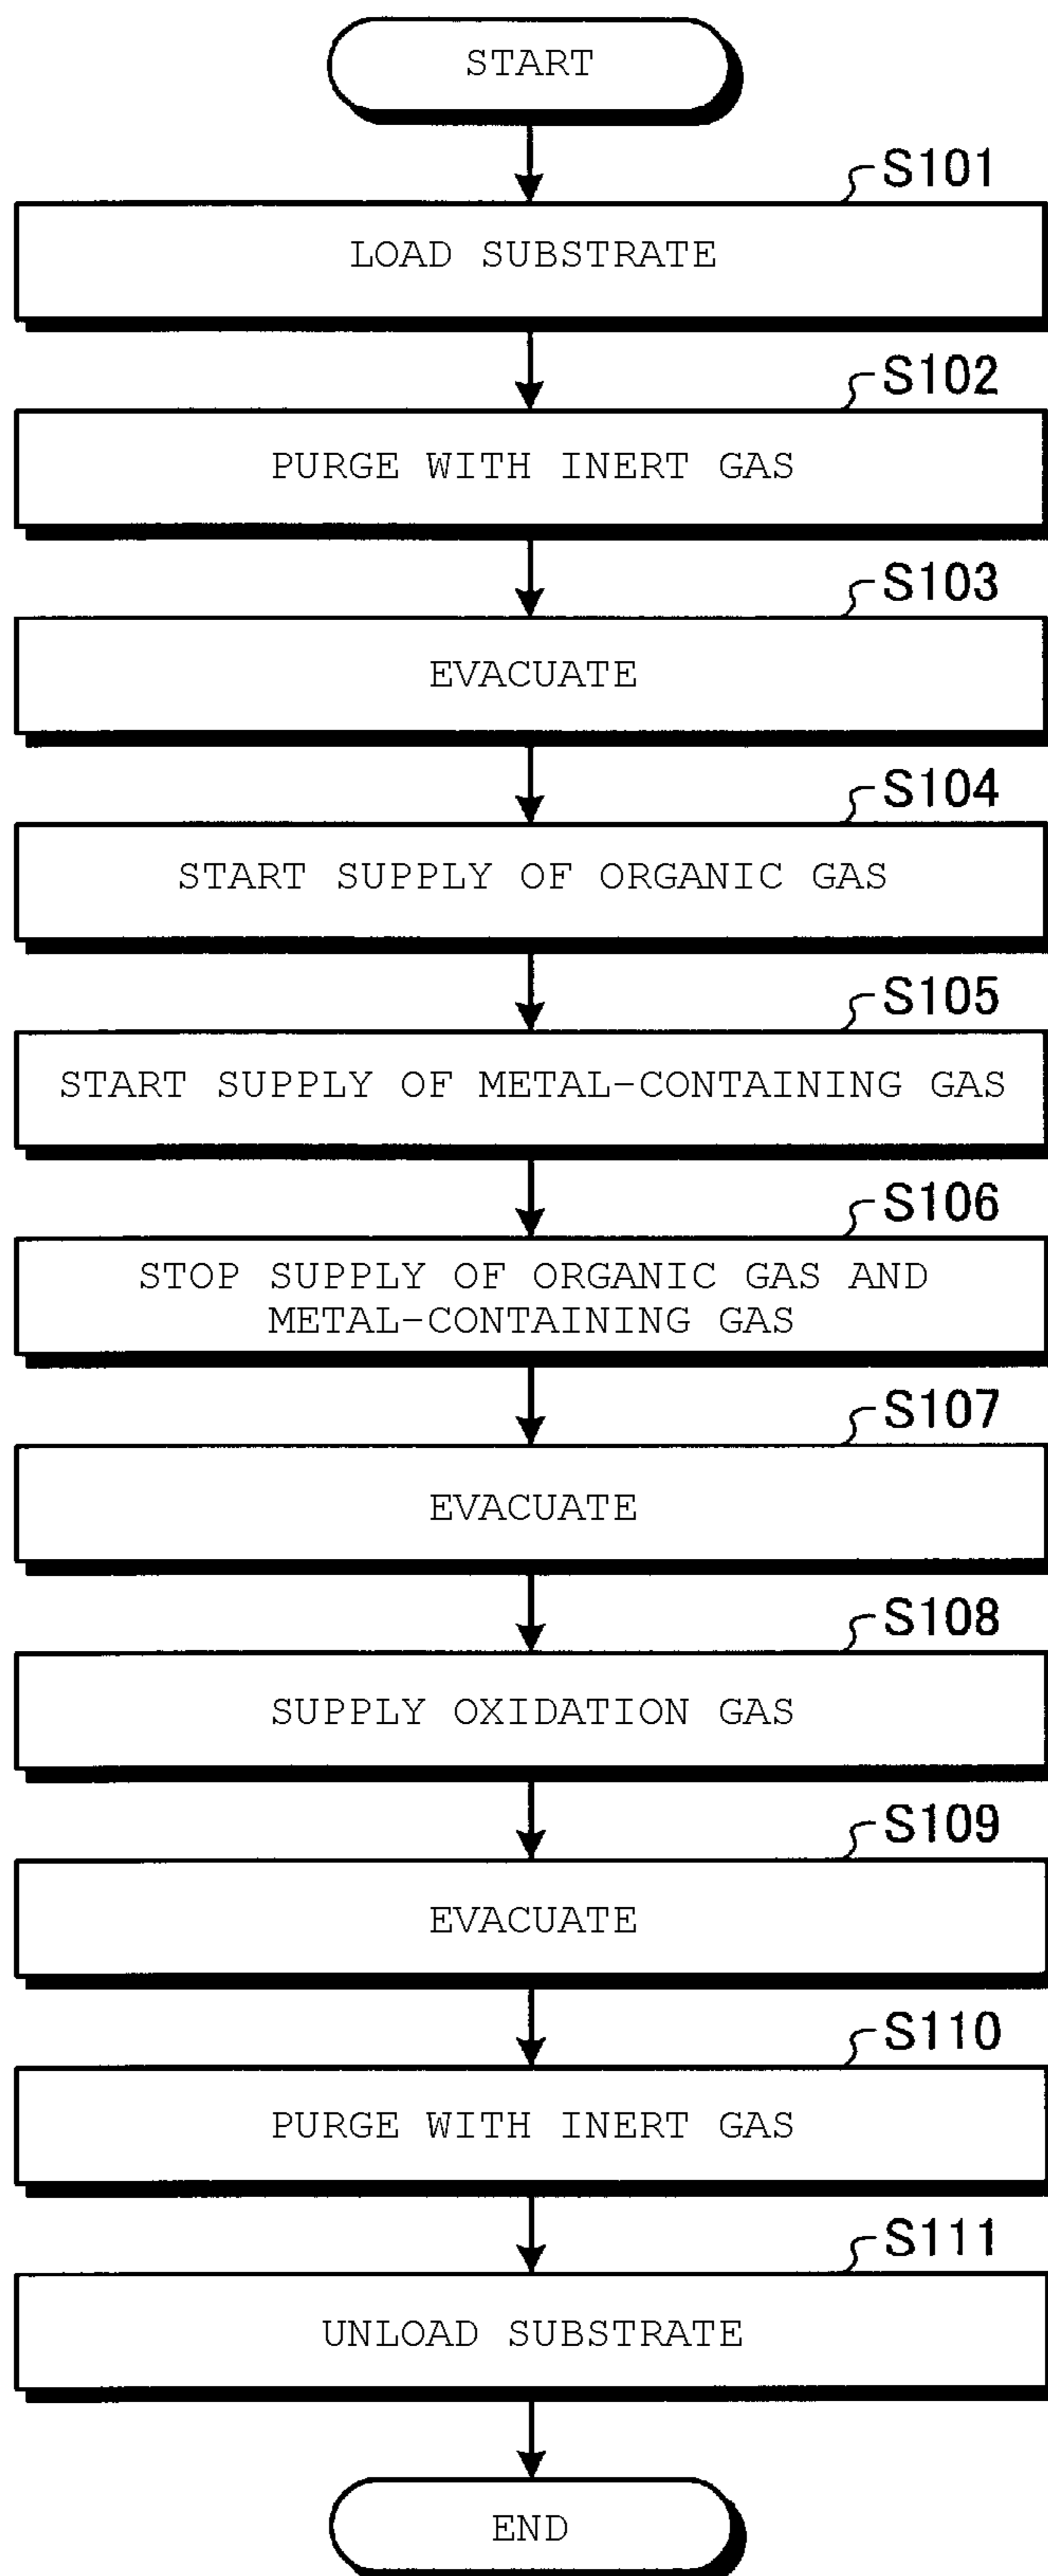 START
S101
LOAD SUBSTRATE
S102
PURGE WITH INERT GAS
S103
EVACUATE
S104
START SUPPLY OF ORGANIC GAS
S105
START SUPPLY OF METAL-CONTAINING GAS
S106
STOP SUPPLY OF ORGANIC GAS AND
METAL-CONTAINING GAS
S107
EVACUATE
S108
SUPPLY OXIDATION GAS
S109
EVACUATE
S110
PURGE WITH INERT GAS
S111
UNLOAD SUBSTRATE
END